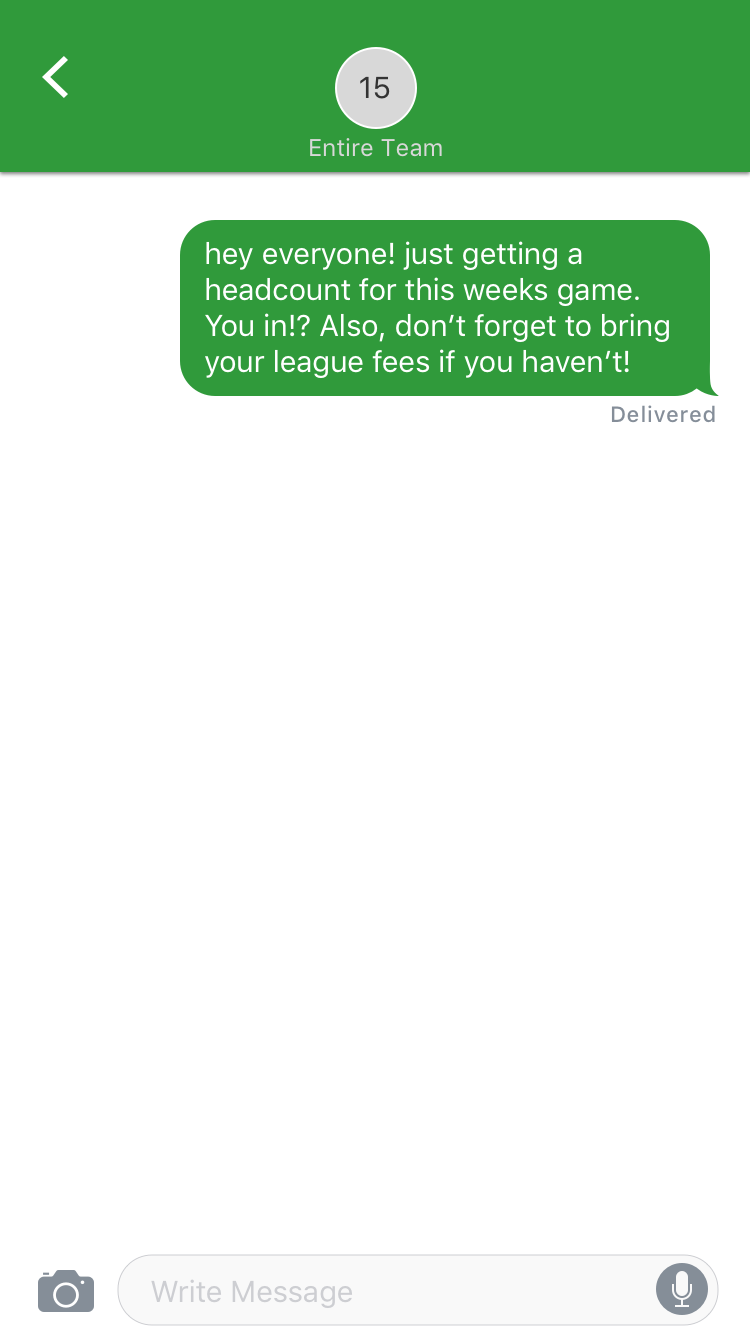 15
Entire Team
hey everyone! just getting a
headcount for this weeks game.
You in!? Also, don’t forget to bring
your league fees if you haven’t!
Delivered
Write Message